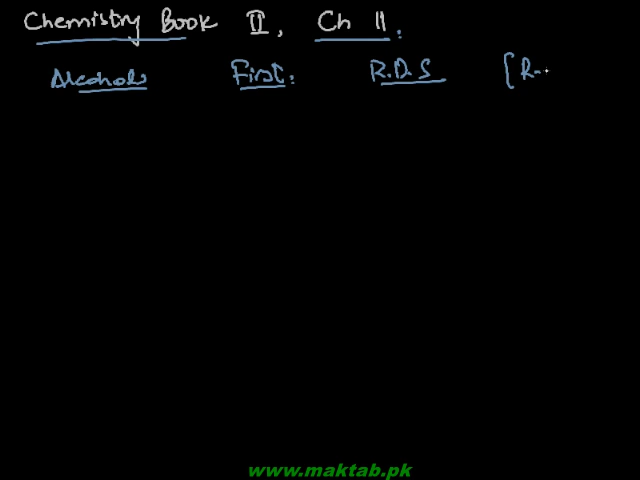 Chemistry Book II, Ch 11.
Alcohols First: R.D.S [R-
www.maktab.pk